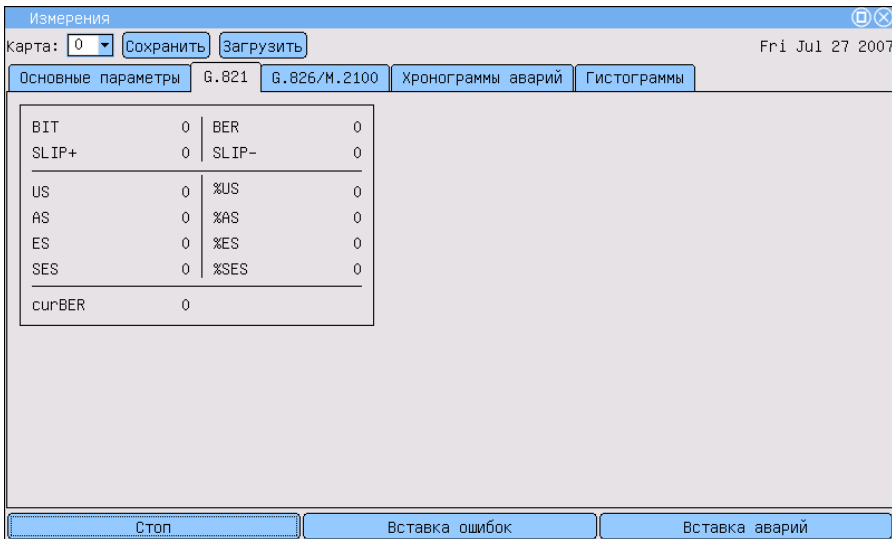 Измерения
Карта: 0 Сохранить Загрузить Fri Jul 27 2007
Основные параметры G.821 G.826/M.2100 Хронограммы аварий Гистограммы
BIT 0 BER 0
SLIP+ 0 SLIP- 0
US 0 %US 0
AS 0 %AS 0
ES 0 %ES 0
SES 0 %SES 0
curBER 0
Стоп Вставка ошибок Вставка аварий